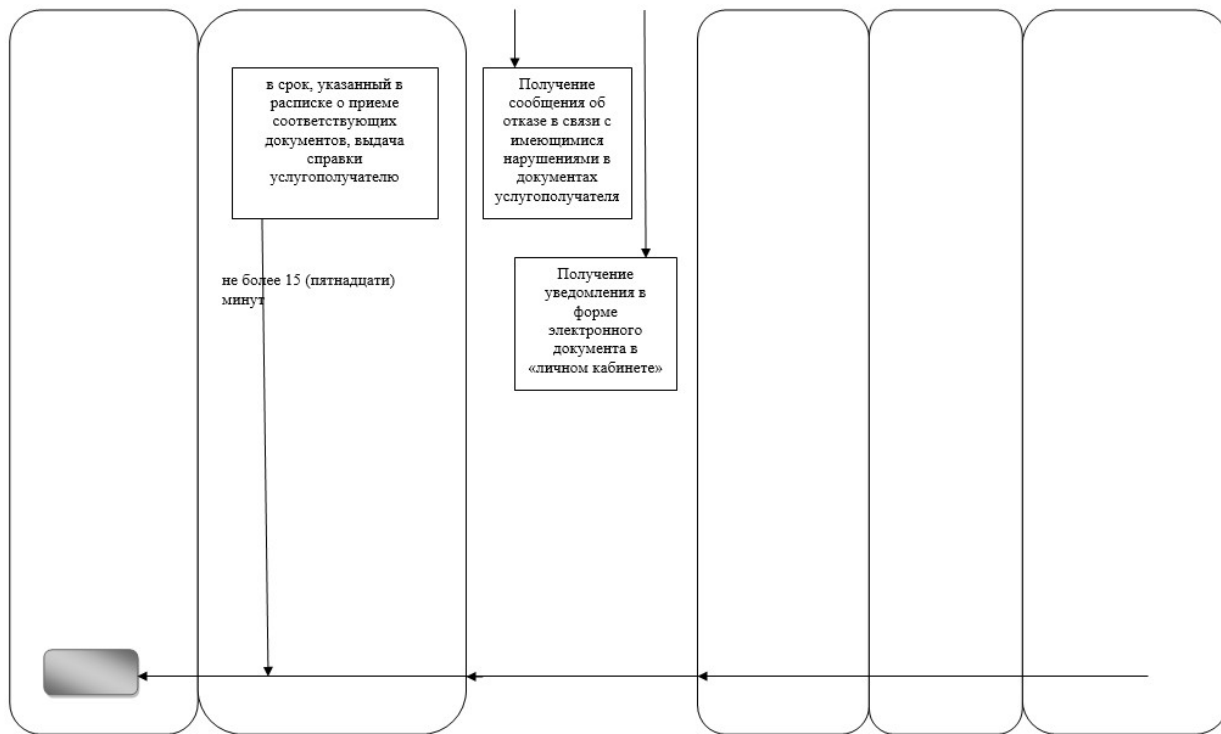 в срок, указанный в
расписке о приеме
соответствующих
документов, выдача
справки
услугополучателю
не более 15 (пятнадцати)
минут
Получение
сообщения об
отказе в связи с
имеющимися
нарушениями в
документах
услугополучателя
Получение
уведомления в
форме
электронного
документа в
«личном кабинете»